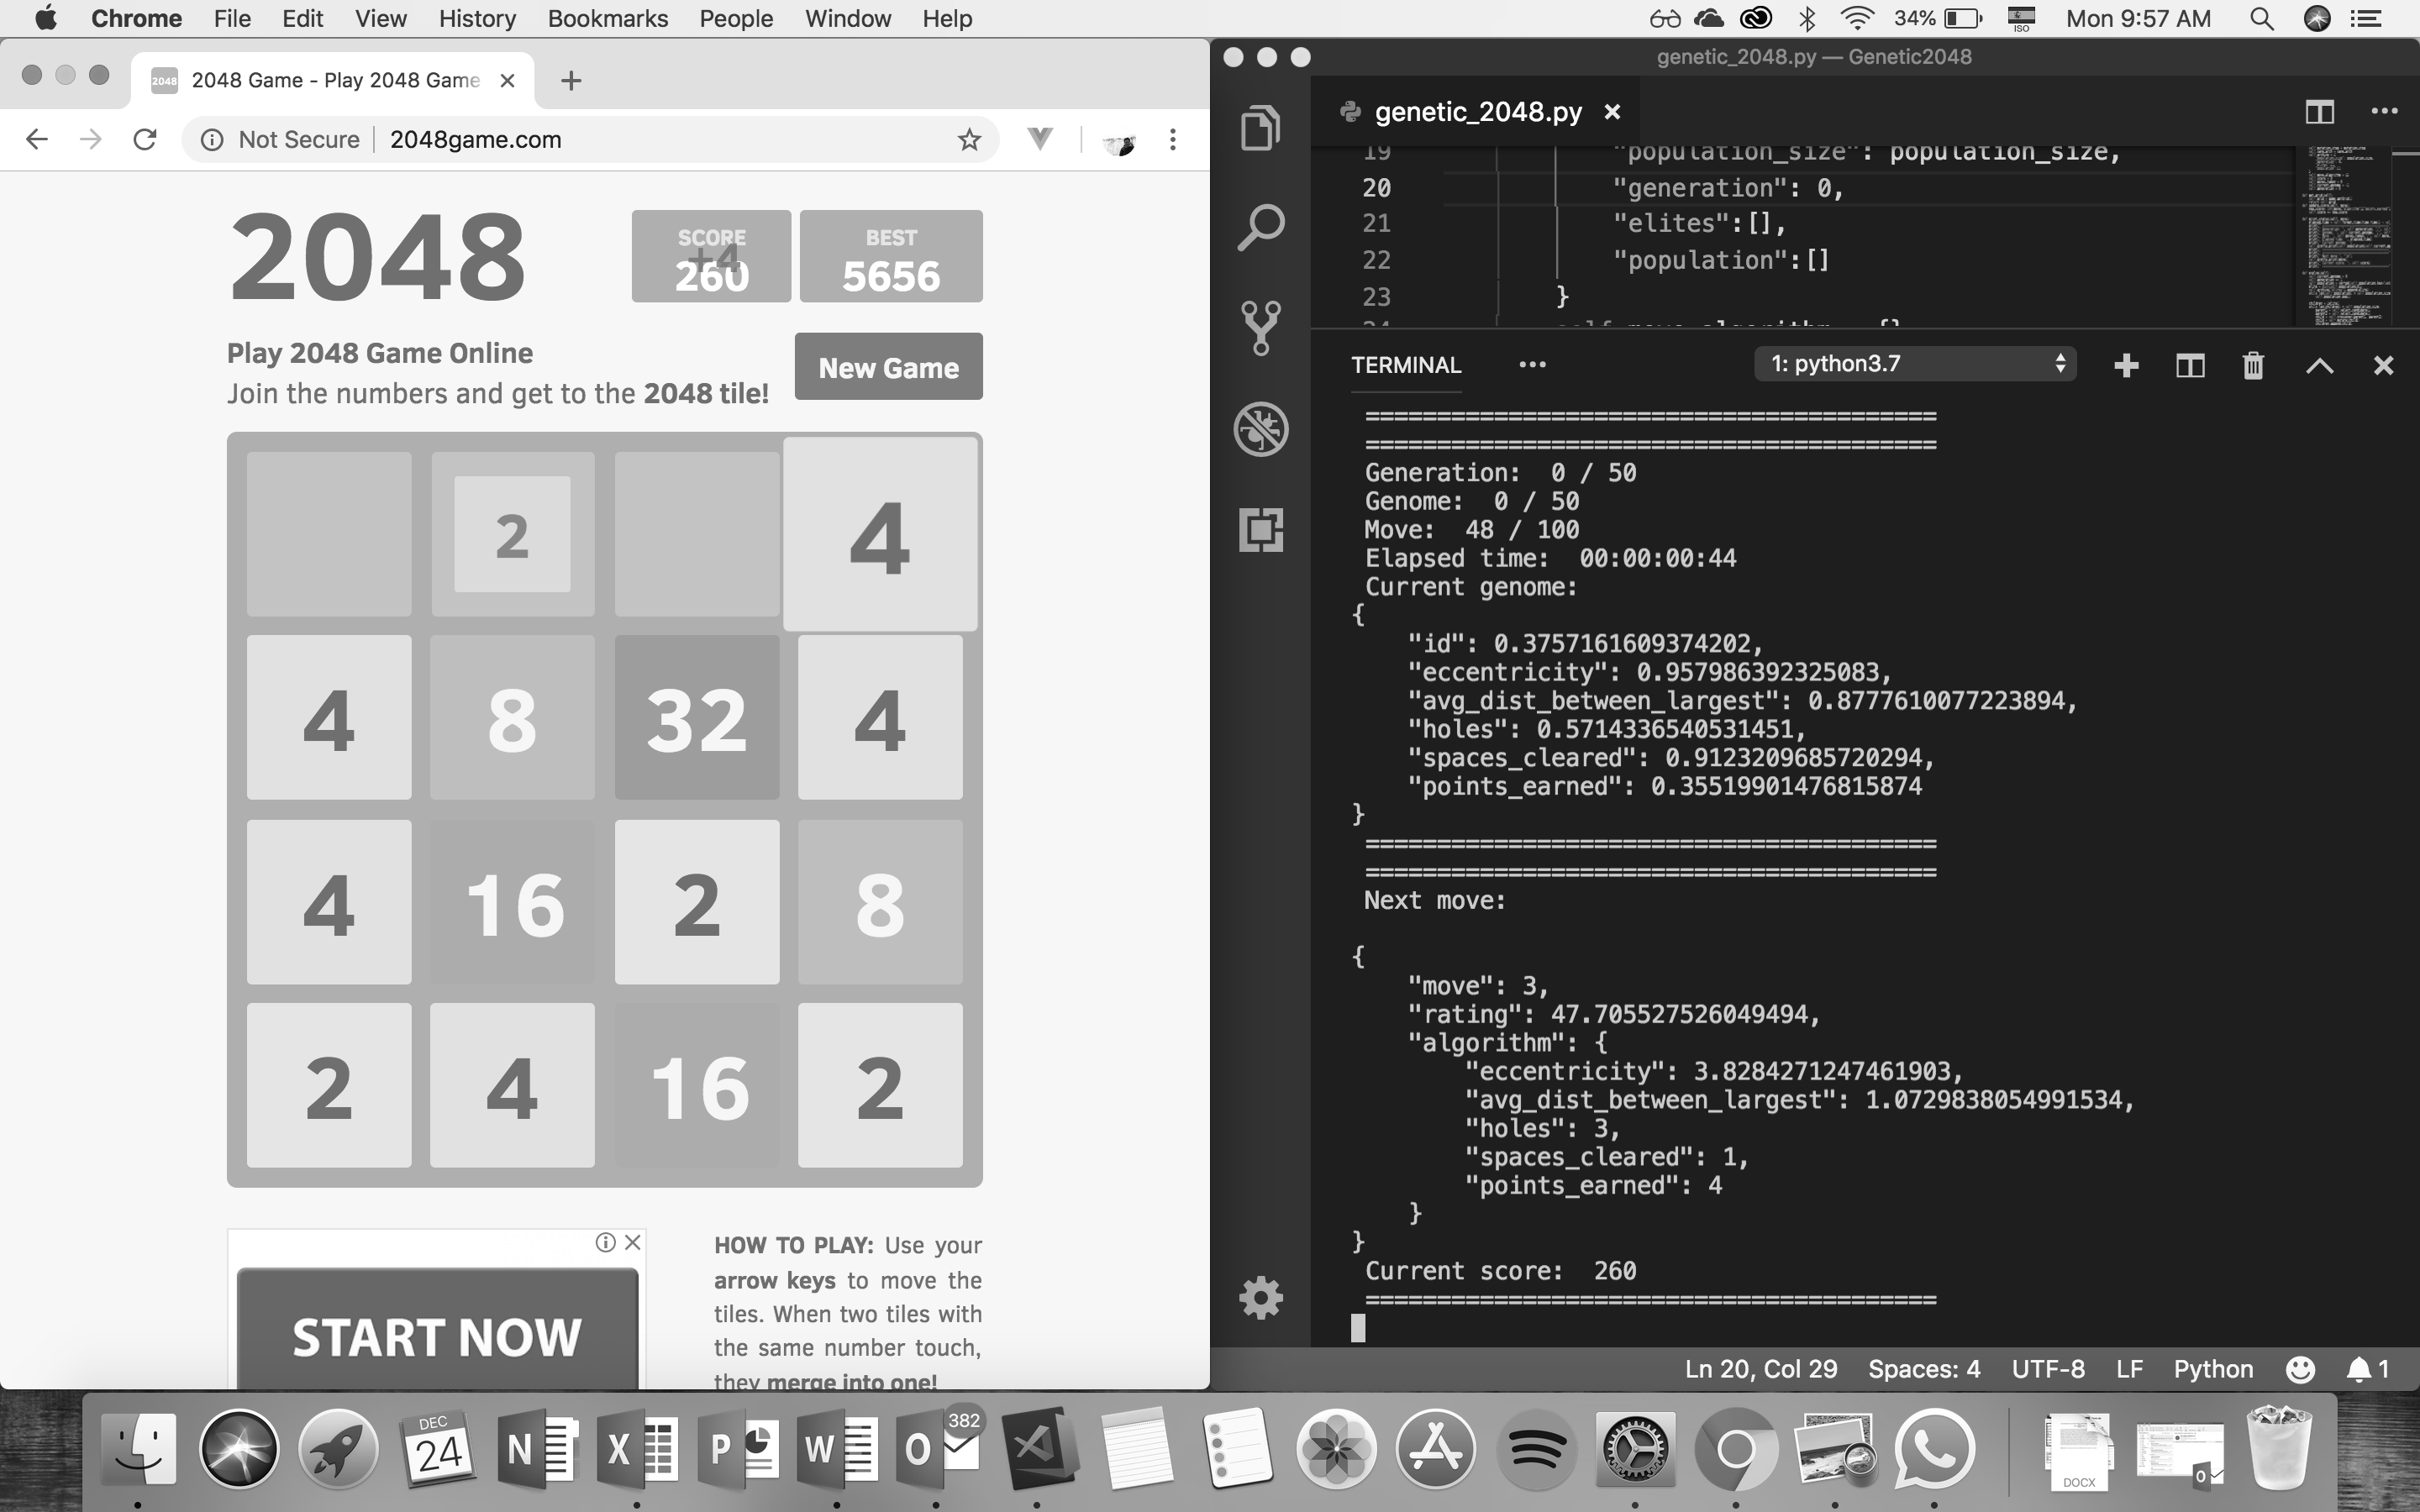 Chrome File Edit View History Bookmarks People Window Help 34% ISO Mon 9:57 AM
2048 2048 Game - Play 2048 Game
Not Secure 2048game.com
2048
SCORE
+4
260
BEST
5656
Play 2048 Game Online
Join the numbers and get to the 2048 tile!
New Game
2 4
4 8 32 4
4 16 2 8
2 4 16 2
START NOW
HOW TO PLAY: Use your
arrow keys to move the
tiles. When two tiles with
the same number touch,
they merge into one!
genetic_2048.py — Genetic2048
genetic_2048.py
19 "population_size": population_size,
20 "generation": 0,
21 "elites":[],
22 "population":[]
23 }
24 self.move_algorithm = {}
TERMINAL ••• 1: python3.7
=======================================
=======================================
Generation:  0 / 50
Genome:  0 / 50
Move:  48 / 100
Elapsed time:  00:00:00:44
Current genome:
{
"id": 0.3757161609374202,
"eccentricity": 0.957986392325083,
"avg_dist_between_largest": 0.8777610077223894,
"holes": 0.5714336540531451,
"spaces_cleared": 0.9123209685720294,
"points_earned": 0.35519901476815874
}
=======================================
=======================================
Next move:
{
"move": 3,
"rating": 47.705527526049494,
"algorithm": {
"eccentricity": 3.8284271247461903,
"avg_dist_between_largest": 1.0729838054991534,
"holes": 3,
"spaces_cleared": 1,
"points_earned": 4
}
}
Current score:  260
=======================================
Ln 20, Col 29 Spaces: 4 UTF-8 LF Python 1
DEC
24
N X P W O 382
DOCX